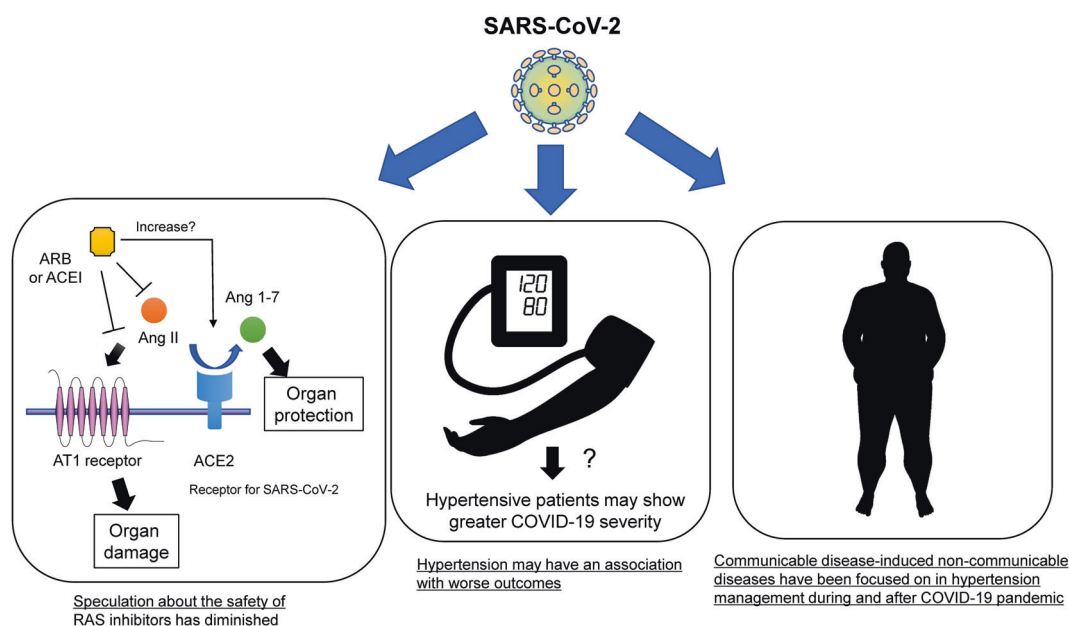 SARS-CoV-2
Increase?
ARB
or ACEI
Ang 1-7
Ang II
Organ
protection
AT1 receptor
ACE2
Receptor for SARS-CoV-2
Organ
damage
Speculation about the safety of
RAS inhibitors has diminished
120
80
?
Hypertensive patients may show
greater COVID-19 severity
Hypertension may have an association
with worse outcomes
Communicable disease-induced non-communicable
diseases have been focused on in hypertension
management during and after COVID-19 pandemic